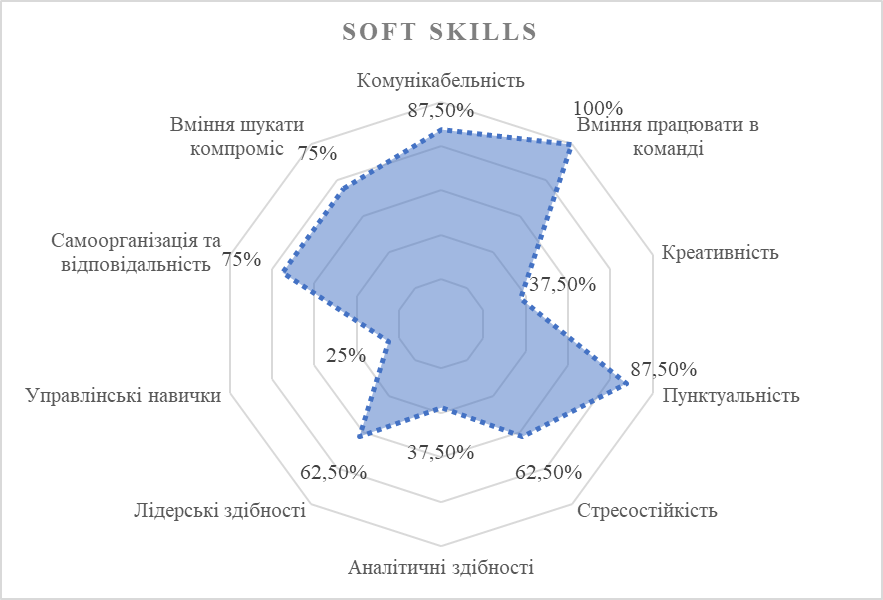 SOFT SKILLS
Комунікабельність
87,50%
100%
Вміння працювати в
команді
Вміння шукати
компроміс
75%
Креативність
37,50%
Самоорганізація та
відповідальність
75%
25%
87,50%
Управлінські навички
Пунктуальність
37,50%
62,50%
62,50%
Лідерські здібності
Стресостійкість
Аналітичні здібності